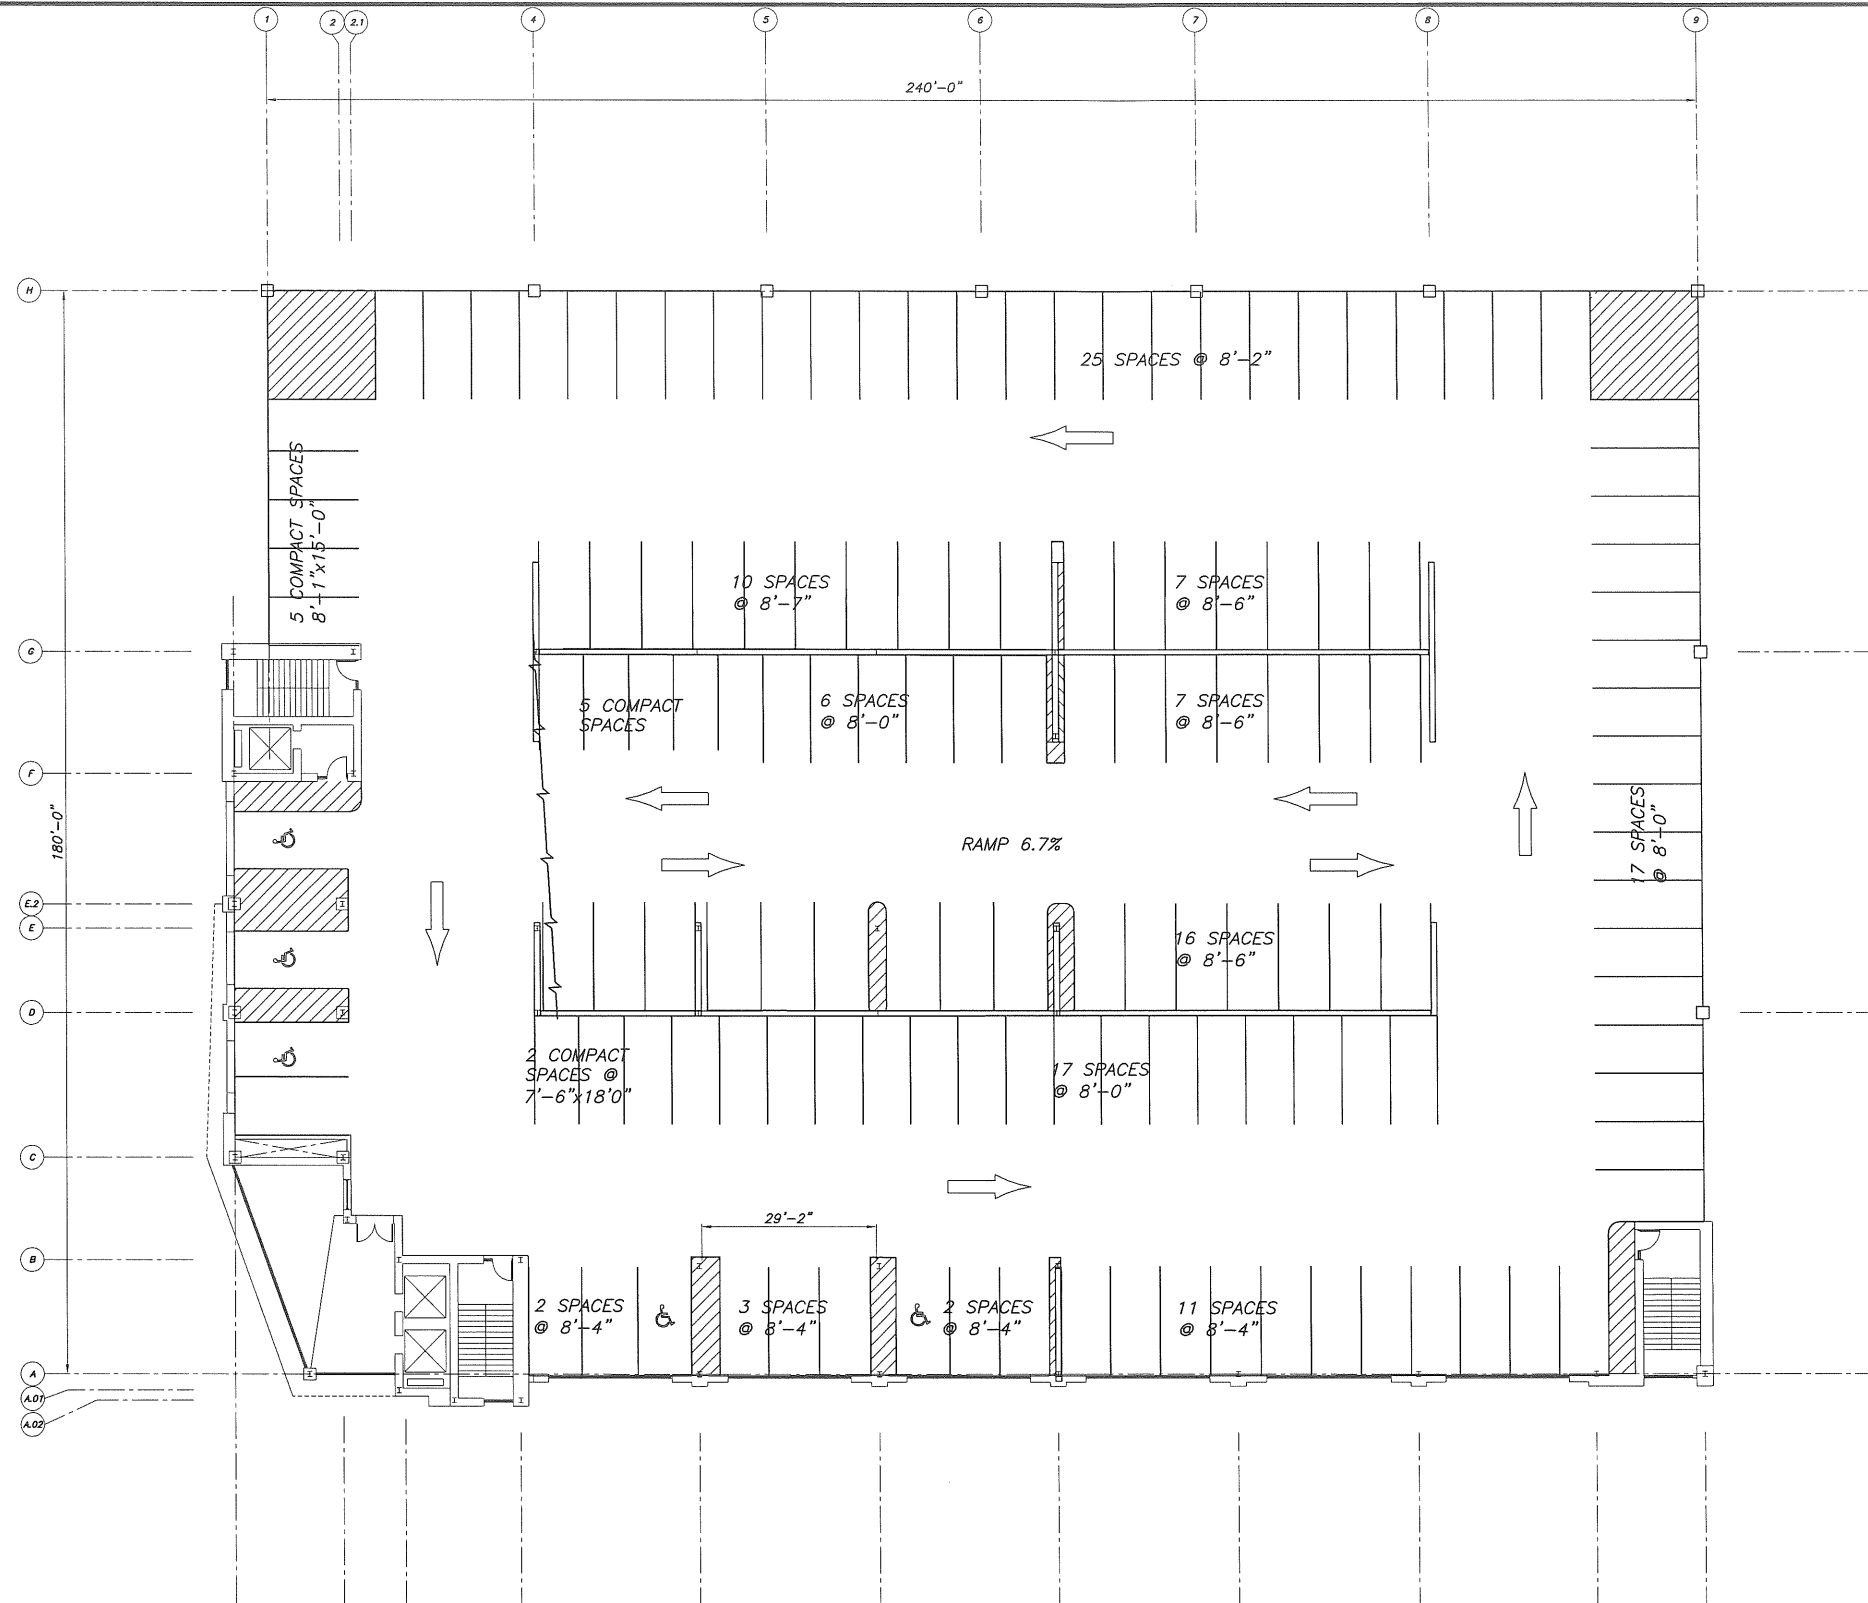 1
2
2.1
4
5
6
7
8
9
240'-0"
H
25 SPACES @ 8'-2"
5 COMPACT SPACES
8'-1"x15'-0"
10 SPACES
@ 8'-7"
7 SPACES
@ 8'-6"
G
5 COMPACT
SPACES
6 SPACES
@ 8'-0"
7 SPACES
@ 8'-6"
F
180'-0"
RAMP 6.7%
17 SPACES
@ 8'-0"
E.2
E
16 SPACES
@ 8'-6"
D
2 COMPACT
SPACES @
7'-6"x18'0"
17 SPACES
@ 8'-0"
C
29'-2"
B
2 SPACES
@ 8'-4"
3 SPACES
@ 8'-4"
2 SPACES
@ 8'-4"
11 SPACES
@ 8'-4"
A
A.01
A.02